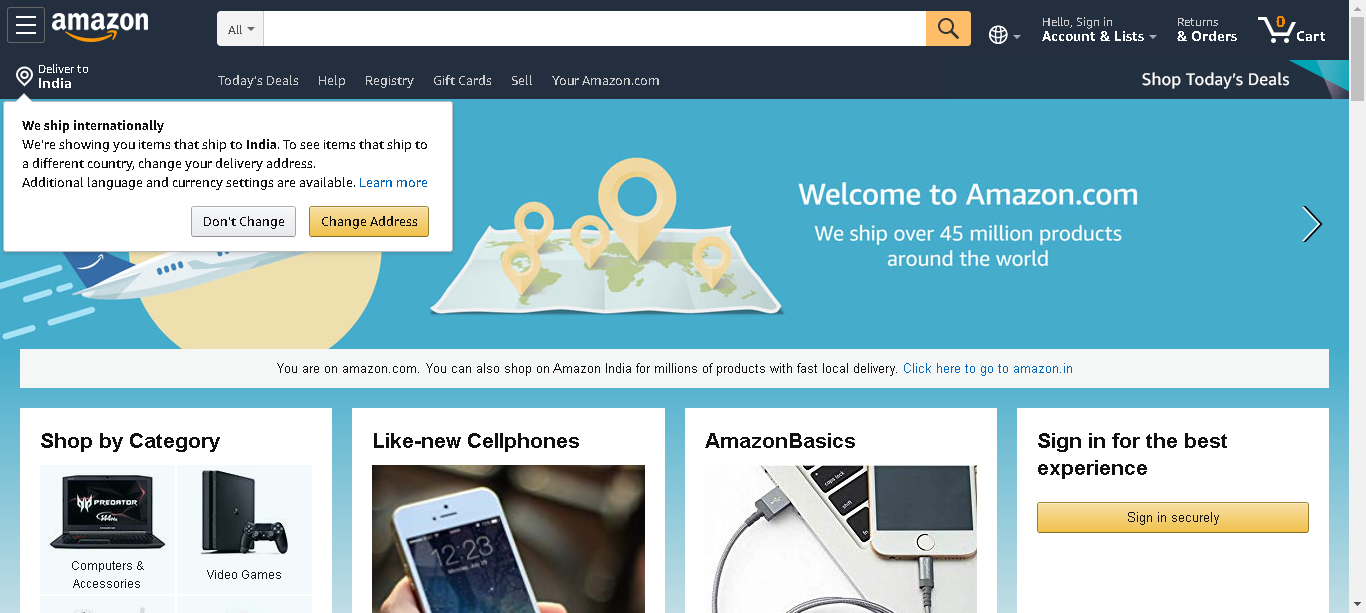 amazon
All
Hello, Sign in
Account & Lists
Returns
& Orders
0
Cart
Deliver to
India
Today's Deals
Help
Registry
Gift Cards
Sell
Your Amazon.com
Shop Today's Deals
We ship internationally
We're showing you items that ship to India. To see items that ship to
a different country, change your delivery address.
Additional language and currency settings are available. Learn more
Don't Change
Change Address
Welcome to Amazon.com
We ship over 45 million products
around the world
You are on amazon.com. You can also shop on Amazon India for millions of products with fast local delivery. Click here to go to amazon.in
Shop by Category
PREDATOR
144Hz
Computers &
Accessories
Video Games
Like-new Cellphones
12:23
AmazonBasics
caps lock
shift
Sign in for the best
experience
Sign in securely